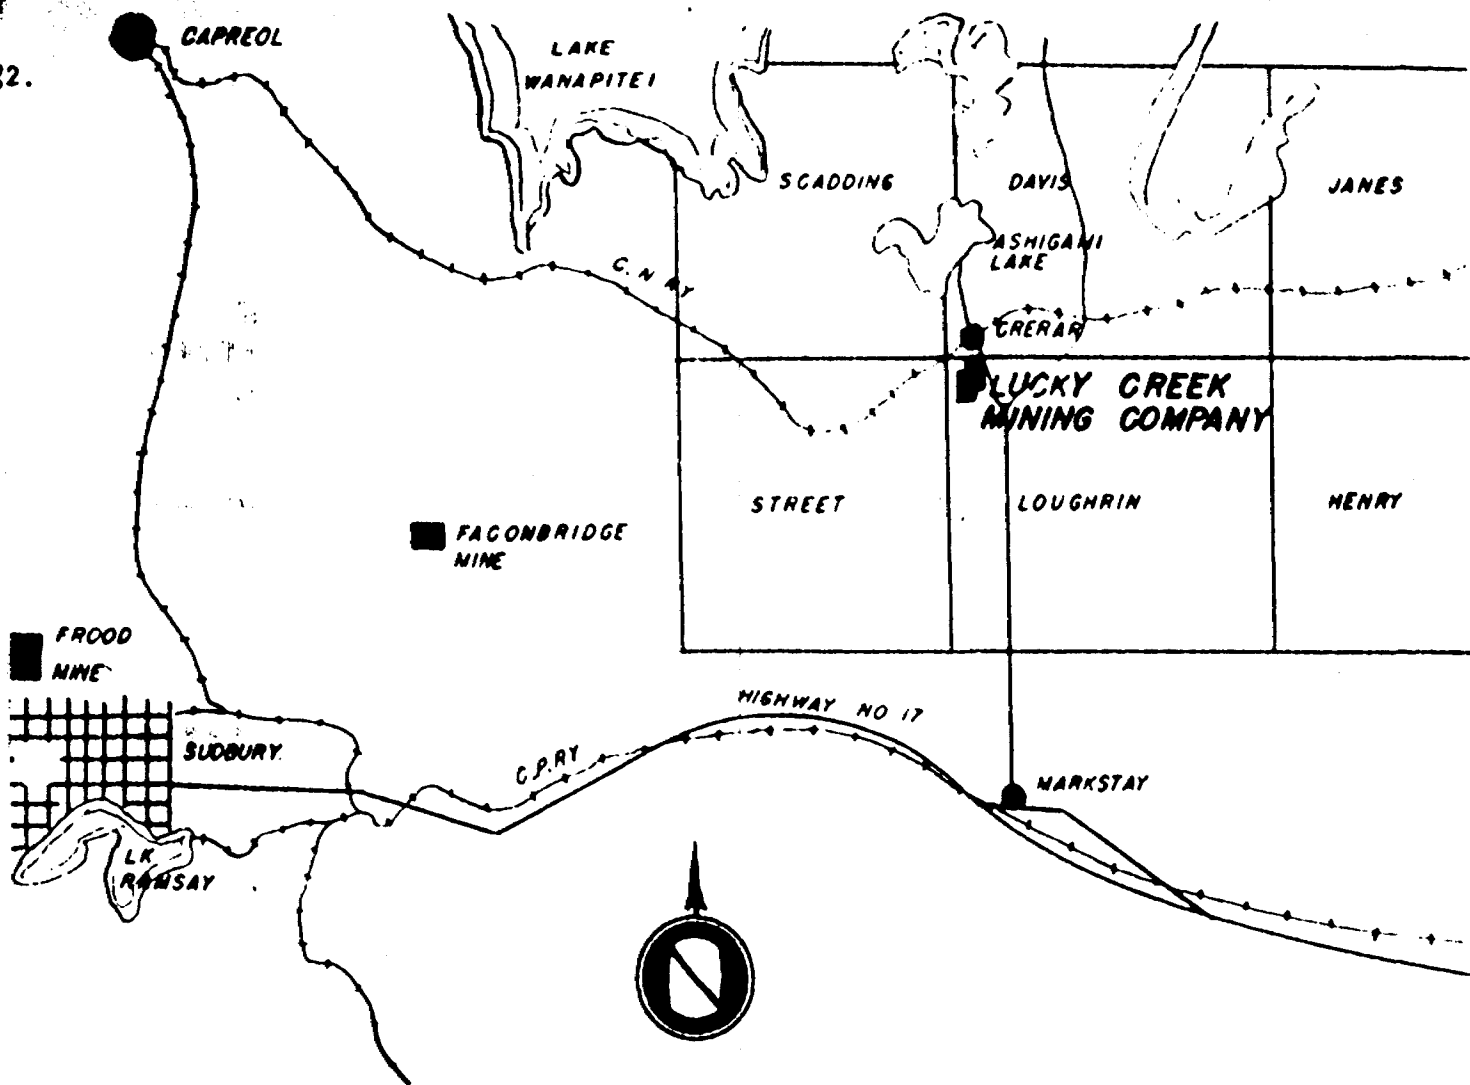 CAPREOL
LAKE
WANAPITEI
SCADDING
DAVIS
JANES
ASHIGAMI
LAKE
C. N RY
CRERAR
LUCKY CREEK
MINING COMPANY
STREET
LOUGHRIN
HENRY
FACONBRIDGE
MINE
FROOD
MINE
HIGHWAY NO 17
SUDBURY.
C.P.RY
MARKSTAY
LK
RAMSAY